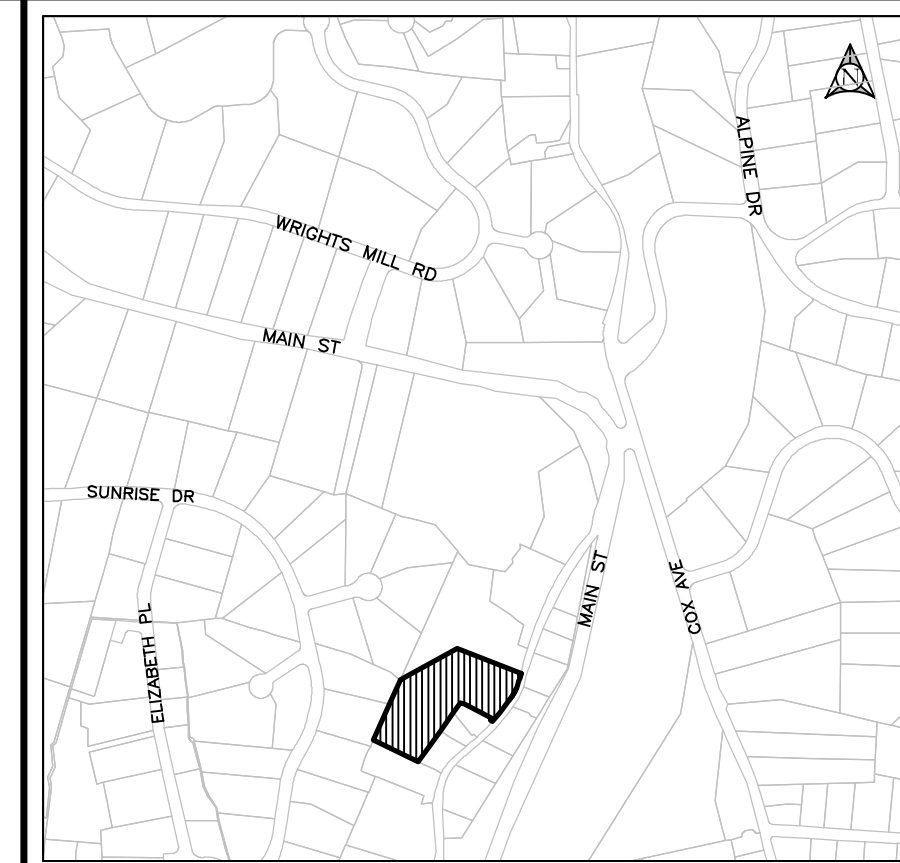 N
ALPINE DR
WRIGHTS MILL RD
MAIN ST
SUNRISE DR
MAIN ST
COX AVE
ELIZABETH PL